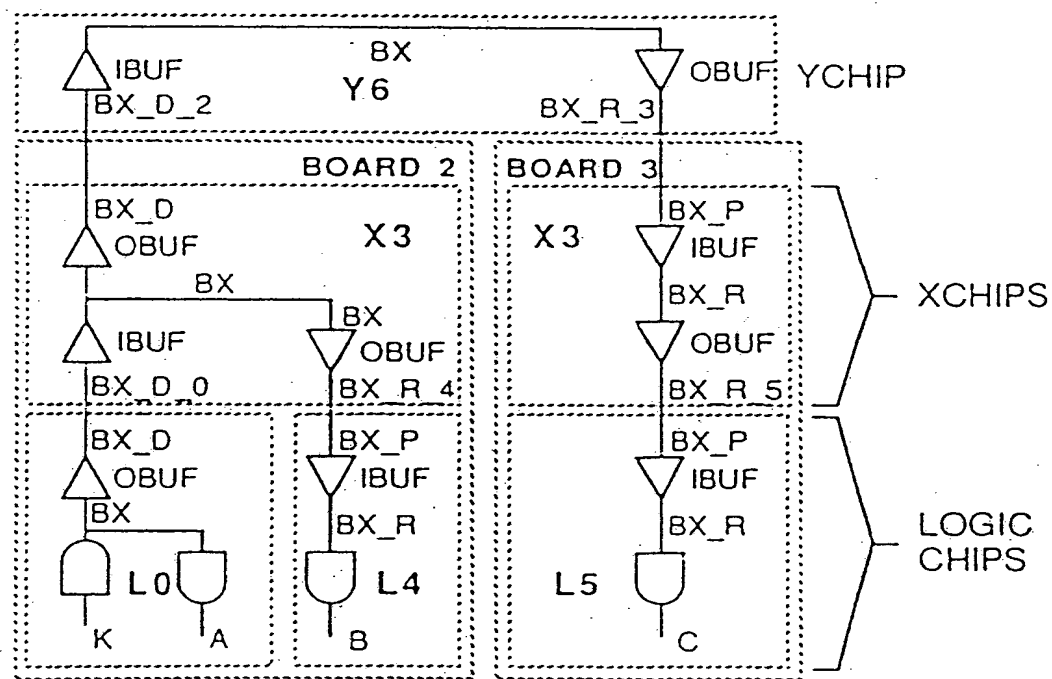 BX
IBUF
OBUF
YCHIP
Y6
BX_D_2
BX_R_3
BOARD 2
BOARD 3
BX_D
BX_P
OBUF
X3
X3
IBUF
BX
BX_R
XCHIPS
BX
IBUF
OBUF
OBUF
BX_D_0
BX_R_4
BX_R_5
BX_D
BX_P
BX_P
OBUF
IBUF
IBUF
BX
BX_R
BX_R
LOGIC
CHIPS
L0
L4
L5
K
A
B
C